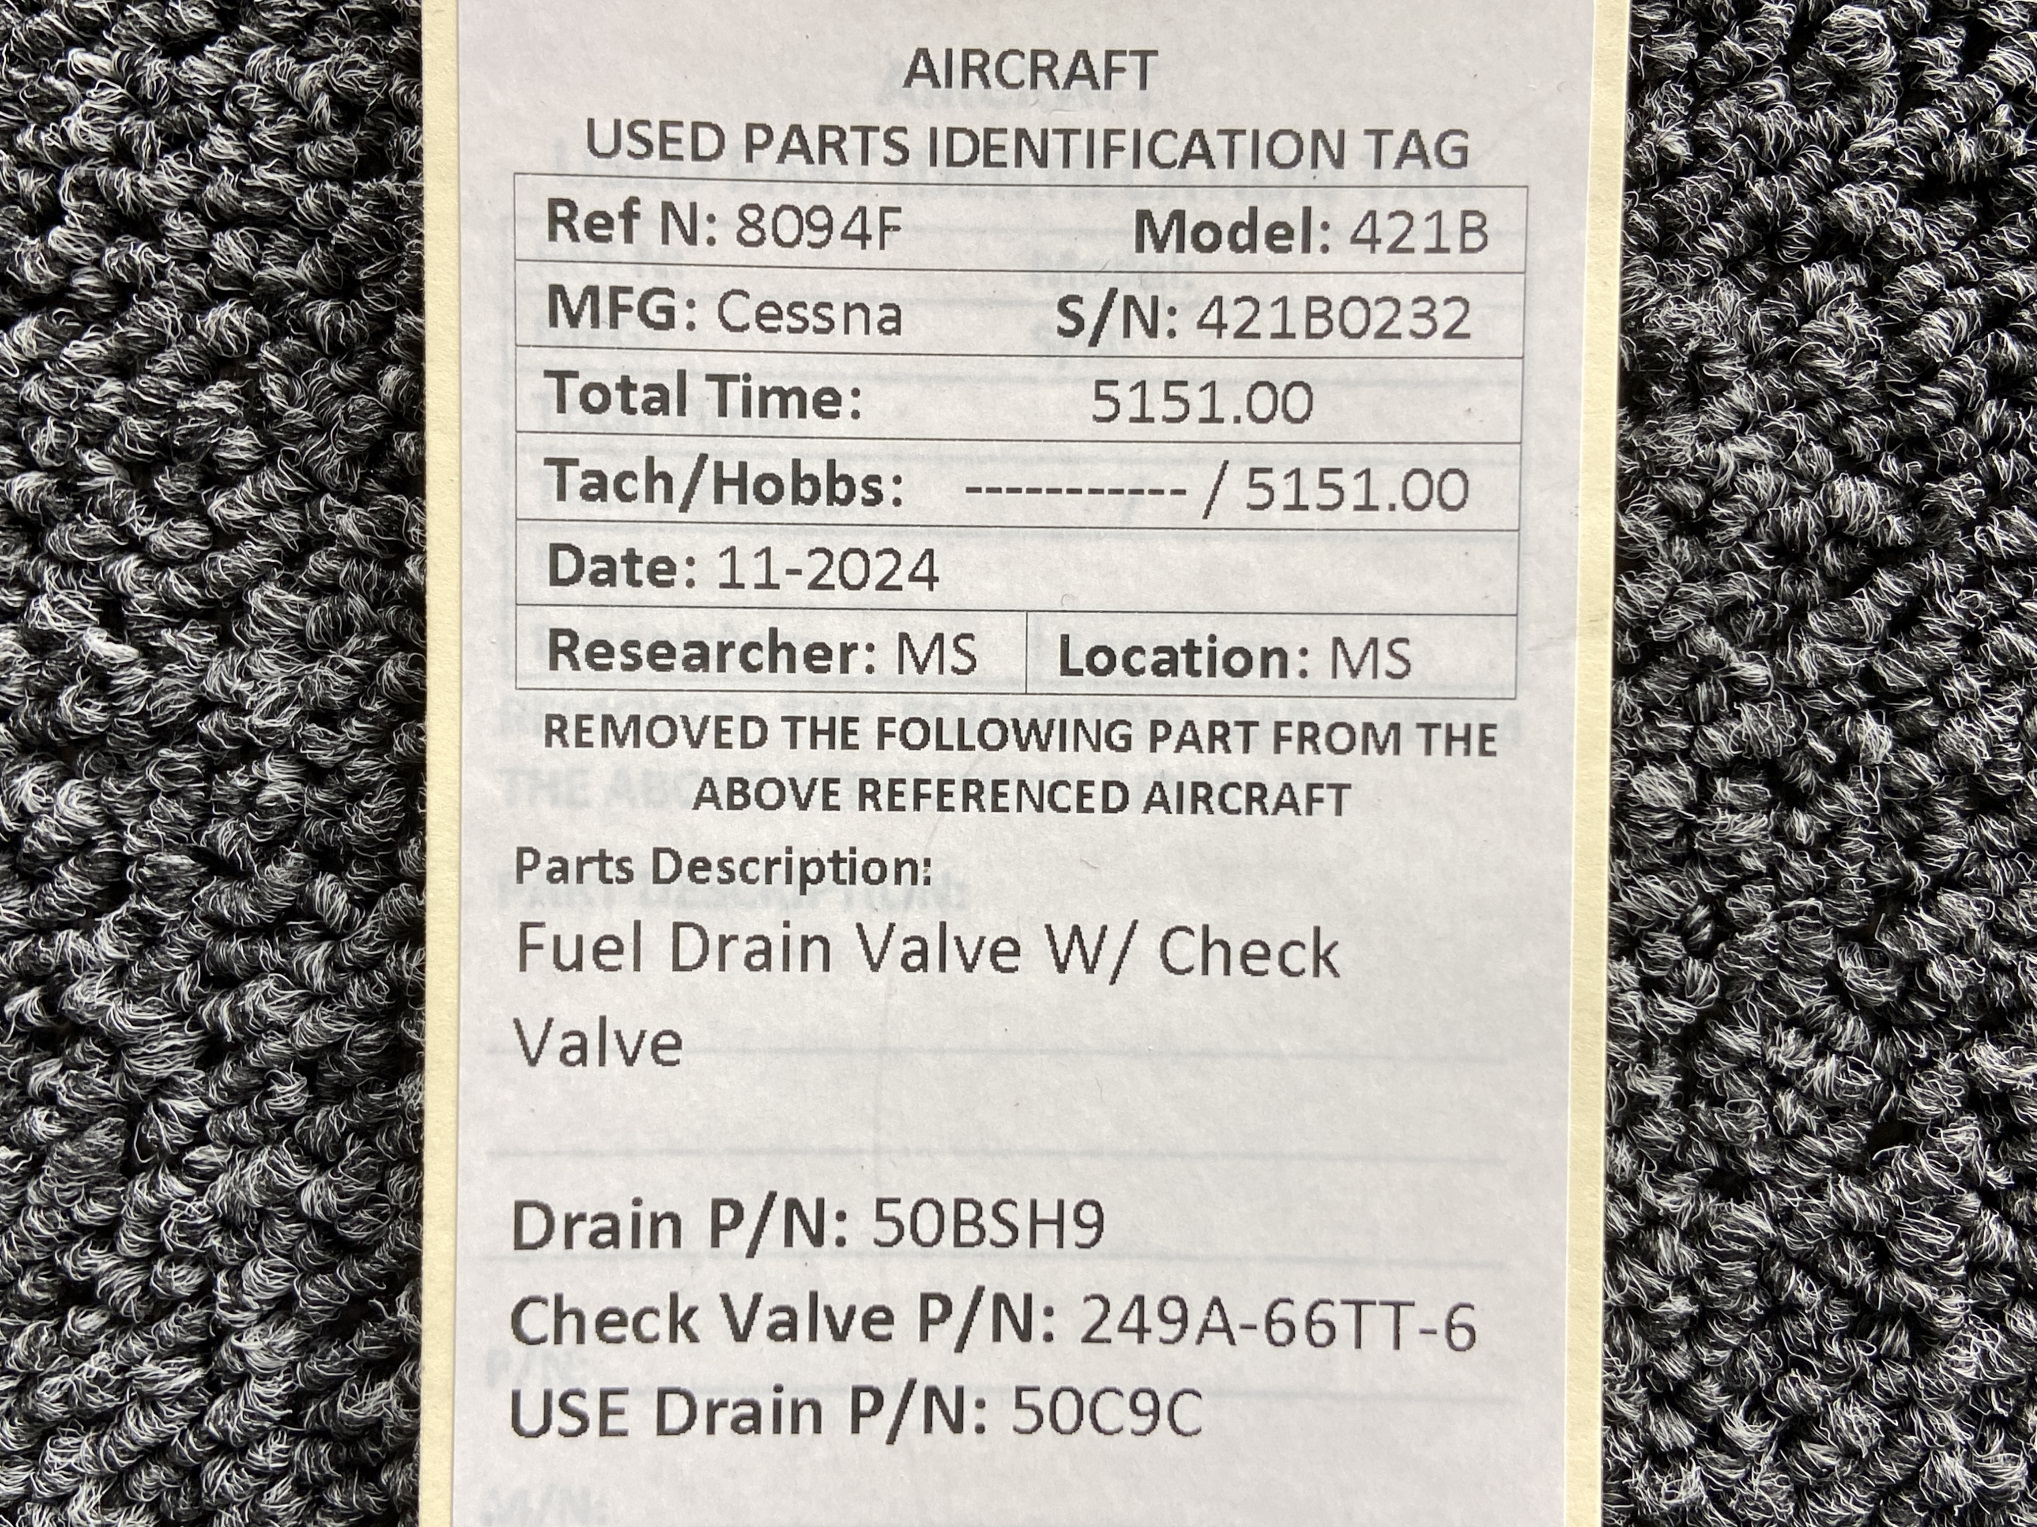 AIRCRAFT
USED PARTS IDENTIFICATION TAG
Ref N: 8094F Model: 421B
MFG: Cessna S/N: 421B0232
Total Time: 5151.00
Tach/Hobbs: ----------- / 5151.00
Date: 11-2024
Researcher: MS Location: MS
REMOVED THE FOLLOWING PART FROM THE
ABOVE REFERENCED AIRCRAFT
Parts Description:
Fuel Drain Valve W/ Check
Valve
Drain P/N: 50BSH9
Check Valve P/N: 249A-66TT-6
USE Drain P/N: 50C9C